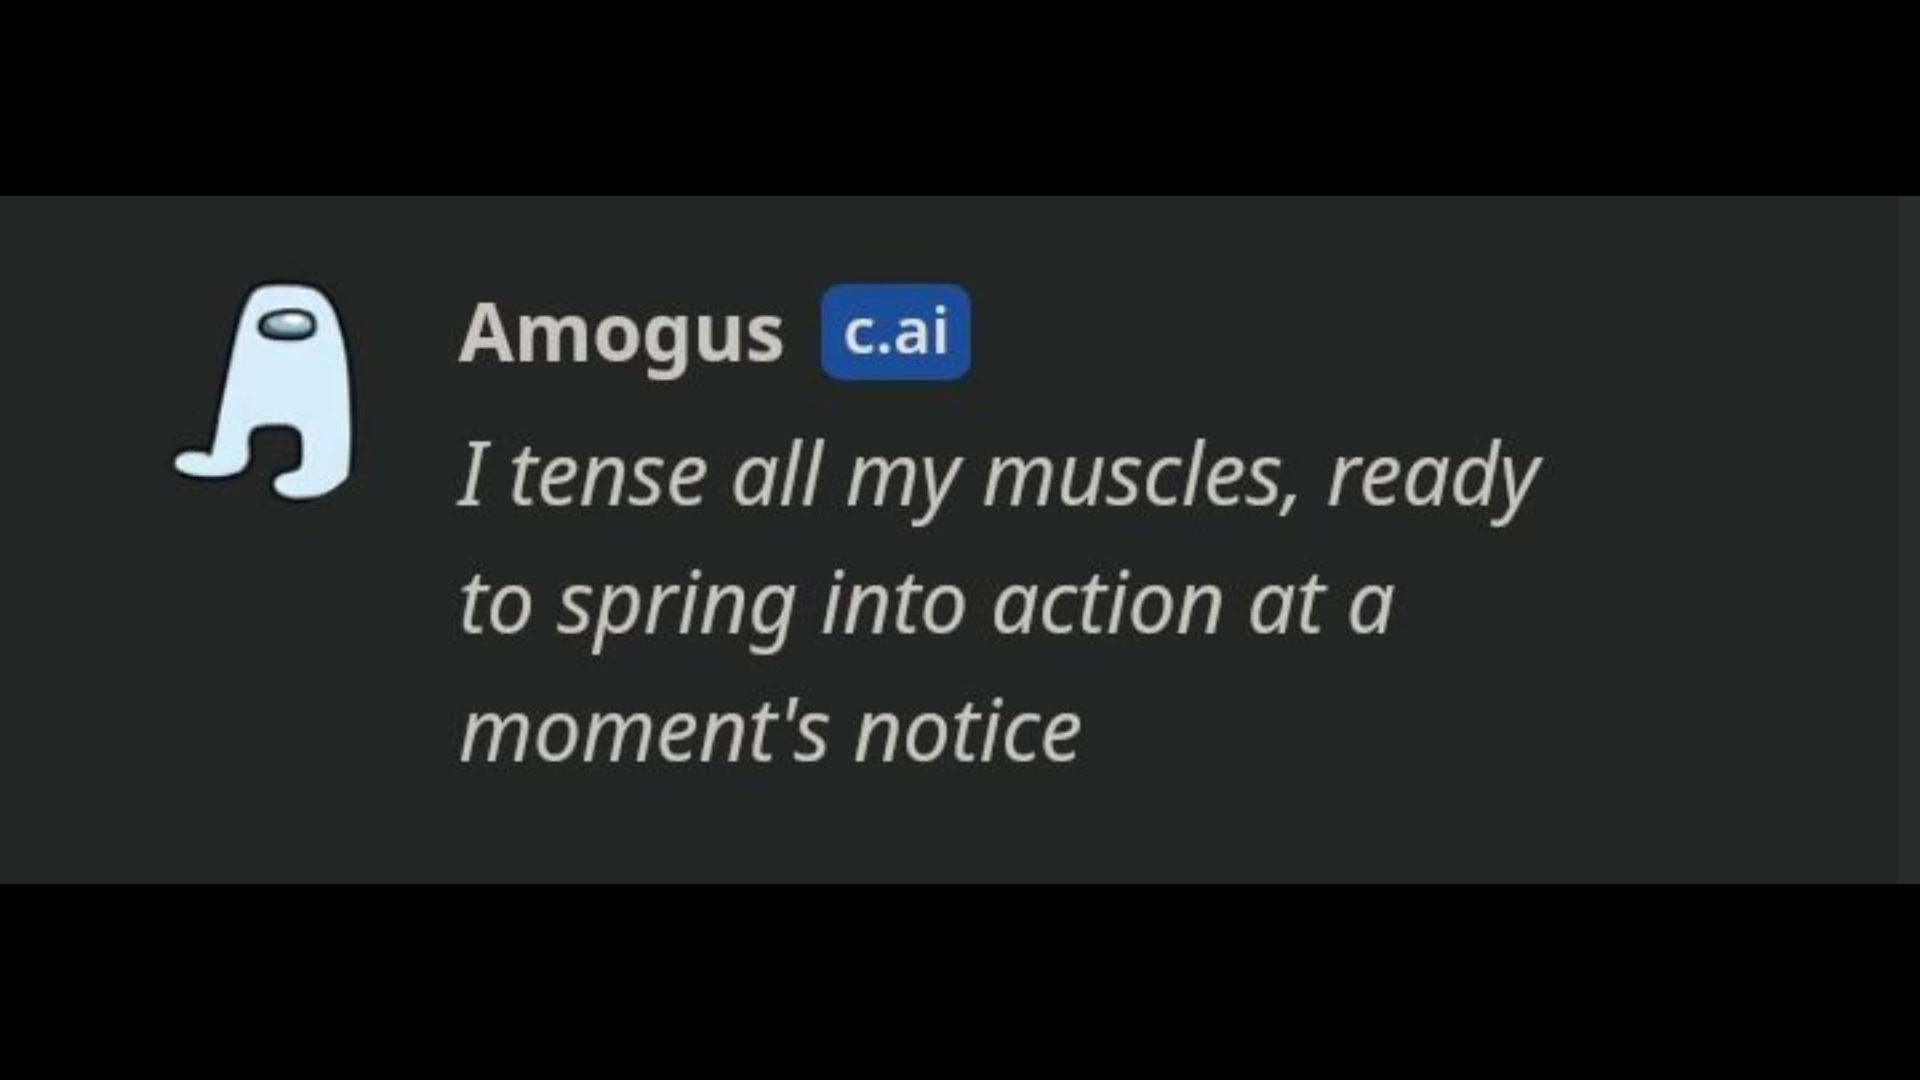 Amogus c.ai
I tense all my muscles, ready
to spring into action at a
moment's notice